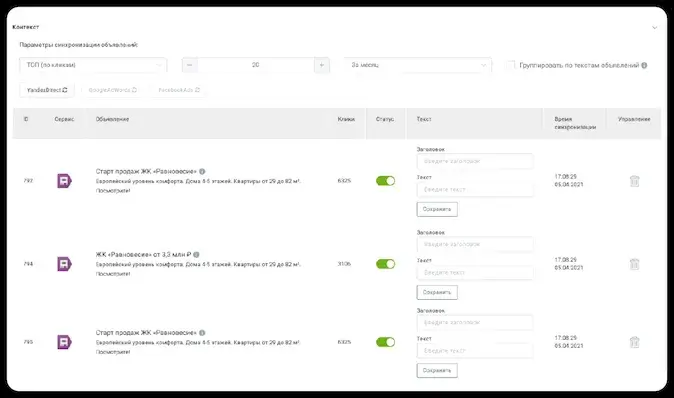 Контекст
Параметры синхронизации объявлений:
ТОП (по кликам)
— 20 +
За месяц
Группировать по текстам объявлений
YandexDirect
GoogleAdWords
FacebookAds
ID Сервис Объявление Клики Статус Текст Время синхронизации Управление
792
Старт продаж ЖК «Равновесие»
Европейский уровень комфорта. Дома 4-5 этажей. Квартиры от 29 до 82 м².
Посмотрите!
6325
Заголовок
Введите заголовок
Текст
Введите текст
Сохранить
17:08:29
05.04.2021
794
ЖК «Равновесие» от 3,3 млн ₽
Европейский уровень комфорта. Дома 4-5 этажей. Квартиры от 29 до 82 м².
Посмотрите!
3106
Заголовок
Введите заголовок
Текст
Введите текст
Сохранить
17:08:29
05.04.2021
Старт продаж ЖК «Равновесие»
Европейский уровень комфорта. Дома 4-5 этажей. Квартиры от 29 до 82 м².
Посмотрите!
6325
Заголовок
Введите заголовок
Текст
Введите текст
Сохранить
17:08:29
05.04.2021